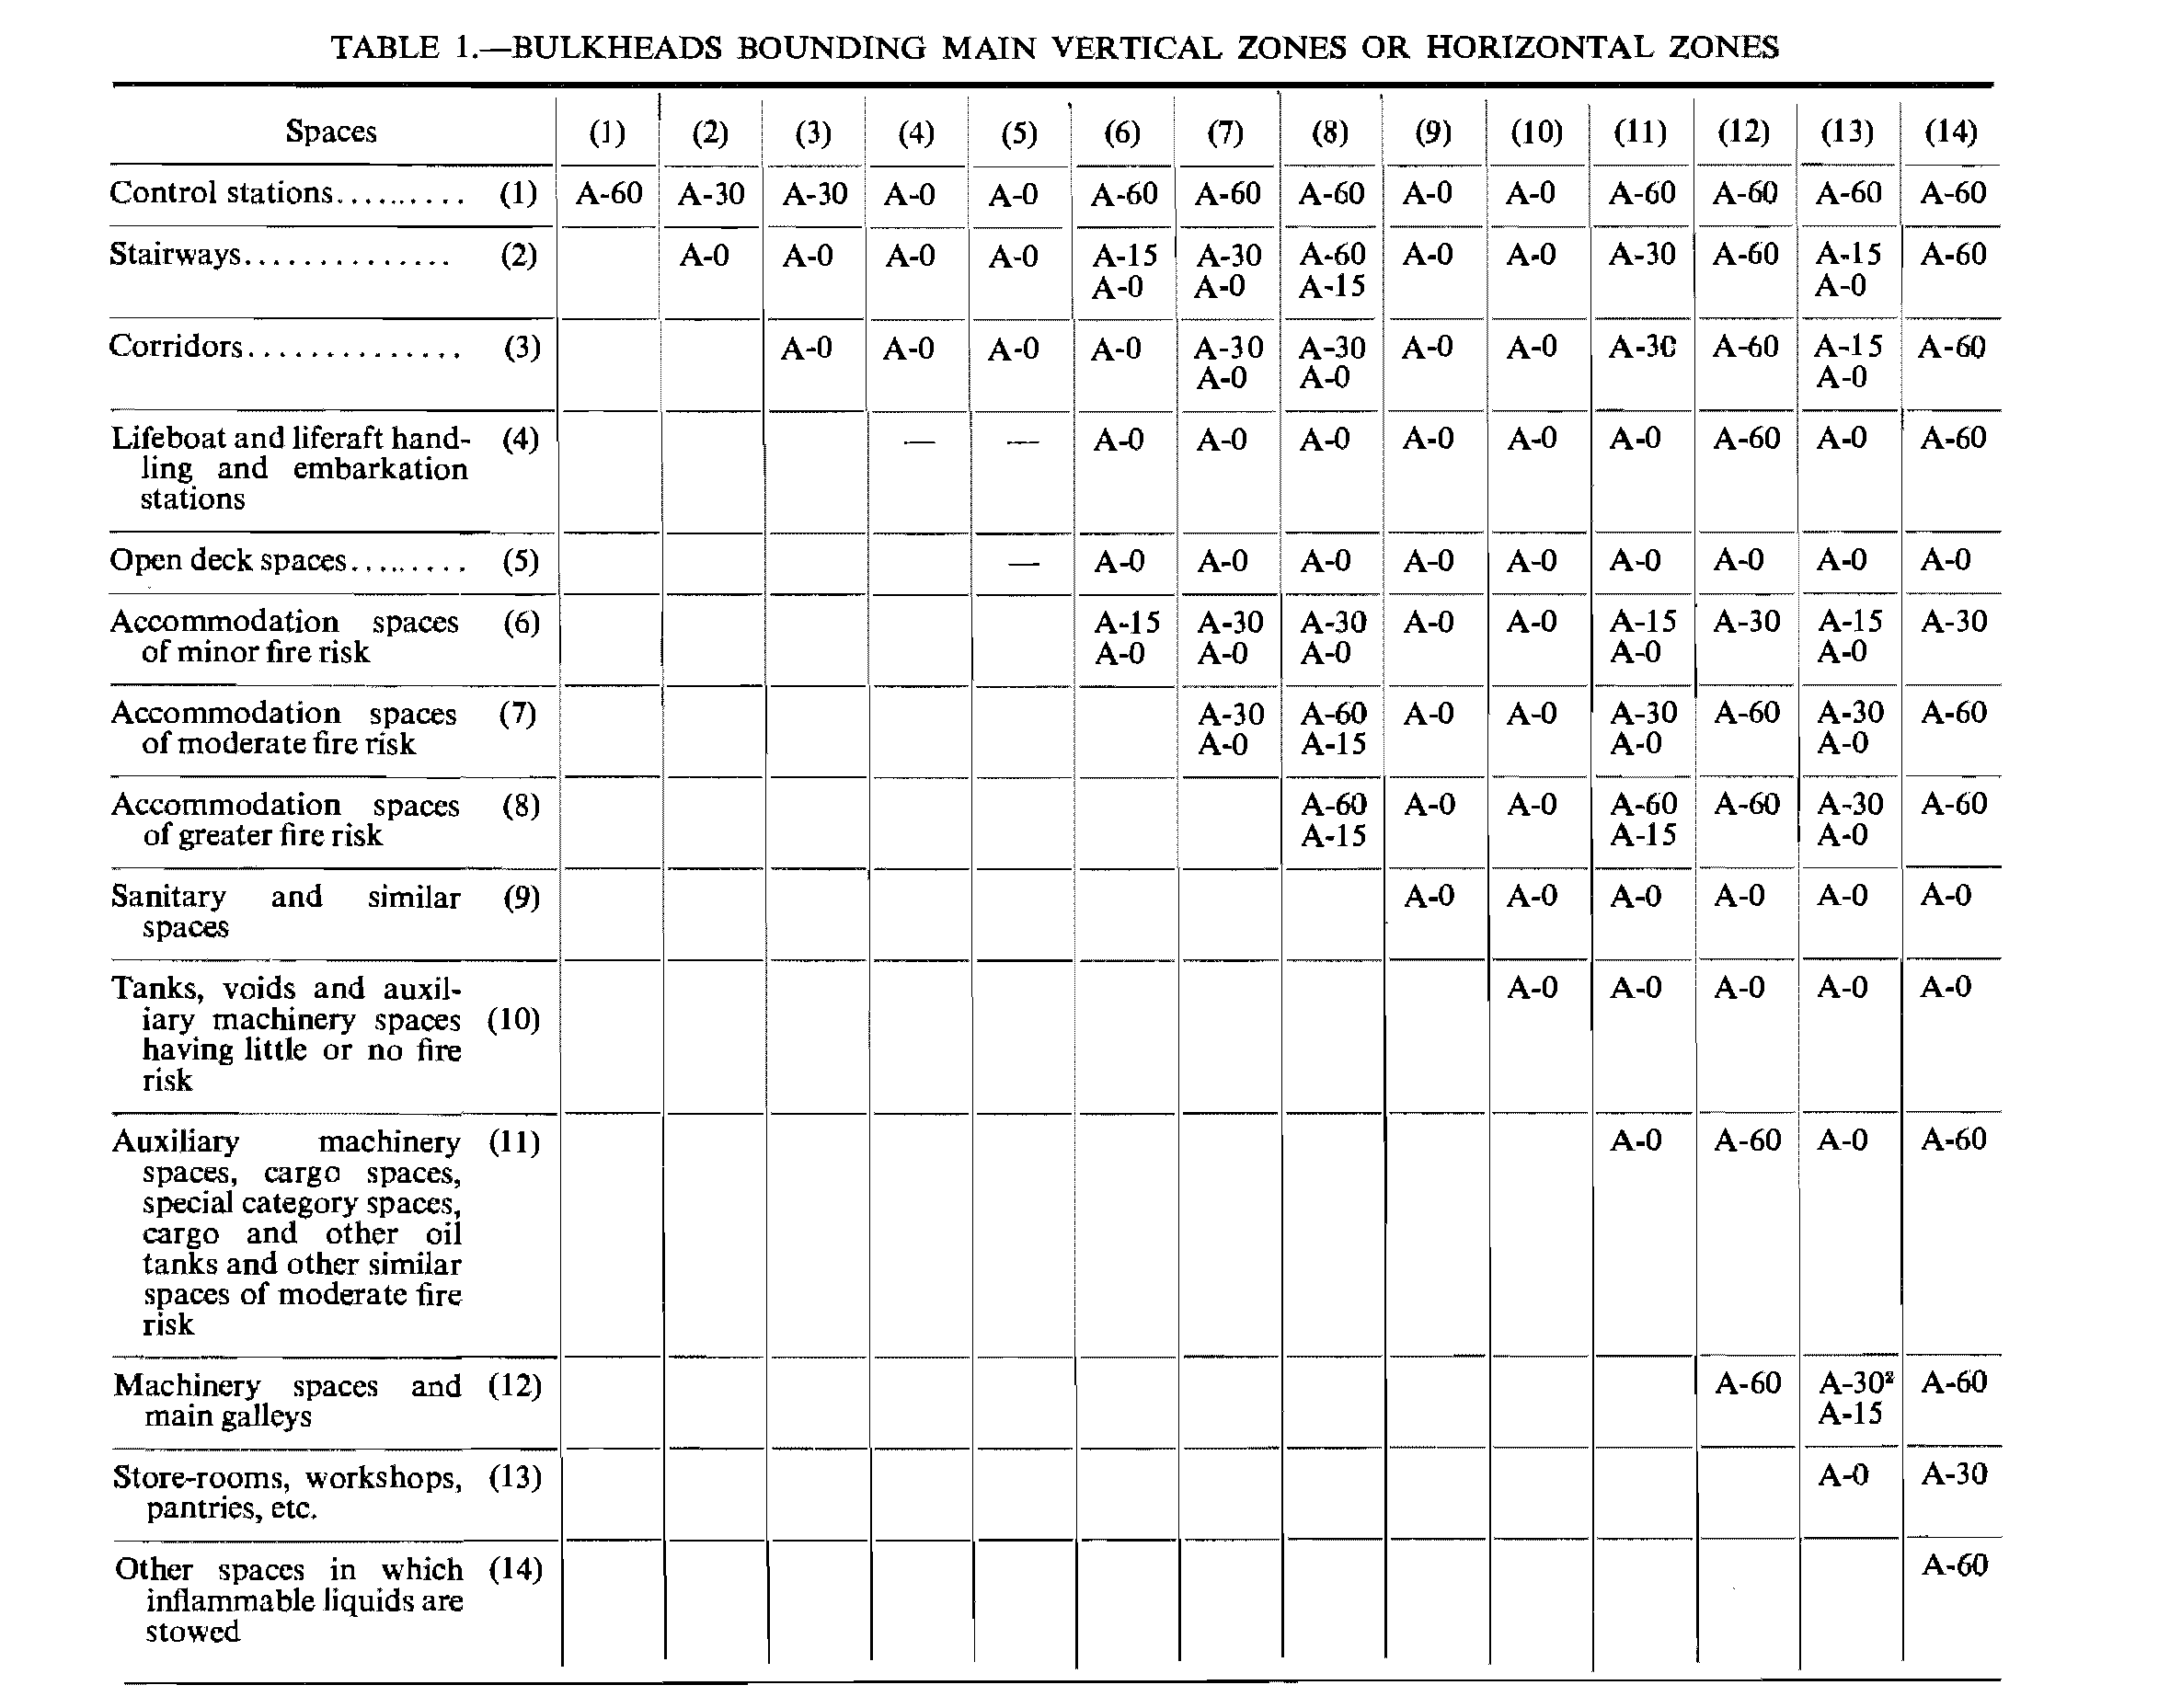 TABLE 1.—BULKHEADS BOUNDING MAIN VERTICAL ZONES OR HORIZONTAL ZONES
Spaces (1) (2) (3) (4) (5) (6) (7) (8) (9) (10) (11) (12) (13) (14)
Control stations.......... (1) A-60 A-30 A-30 A-0 A-0 A-60 A-60 A-60 A-0 A-0 A-60 A-60 A-60 A-60
Stairways.............. (2) A-0 A-0 A-0 A-0 A-15 A-30 A-60 A-0 A-0 A-30 A-60 A-15 A-60
A-0 A-0 A-15 A-0
Corridors.............. (3) A-0 A-0 A-0 A-0 A-30 A-30 A-0 A-0 A-30 A-60 A-15 A-60
A-0 A-0 A-0
Lifeboat and liferaft hand- (4) — — A-0 A-0 A-0 A-0 A-0 A-0 A-60 A-0 A-60
ling and embarkation
stations
Open deck spaces......... (5) — A-0 A-0 A-0 A-0 A-0 A-0 A-0 A-0 A-0
Accommodation spaces (6) A-15 A-30 A-30 A-0 A-0 A-15 A-30 A-15 A-30
of minor fire risk A-0 A-0 A-0 A-0 A-0
Accommodation spaces (7) A-30 A-60 A-0 A-0 A-30 A-60 A-30 A-60
of moderate fire risk A-0 A-15 A-0 A-0
Accommodation spaces (8) A-60 A-0 A-0 A-60 A-60 A-30 A-60
of greater fire risk A-15 A-15 A-0
Sanitary and similar (9) A-0 A-0 A-0 A-0 A-0 A-0
spaces
Tanks, voids and auxil- A-0 A-0 A-0 A-0 A-0
iary machinery spaces (10)
having little or no fire
risk
Auxiliary machinery (11) A-0 A-60 A-0 A-60
spaces, cargo spaces,
special category spaces,
cargo and other oil
tanks and other similar
spaces of moderate fire
risk
Machinery spaces and (12) A-60 A-30² A-60
main galleys A-15
Store-rooms, workshops, (13) A-0 A-30
pantries, etc.
Other spaces in which (14) A-60
inflammable liquids are
stowed